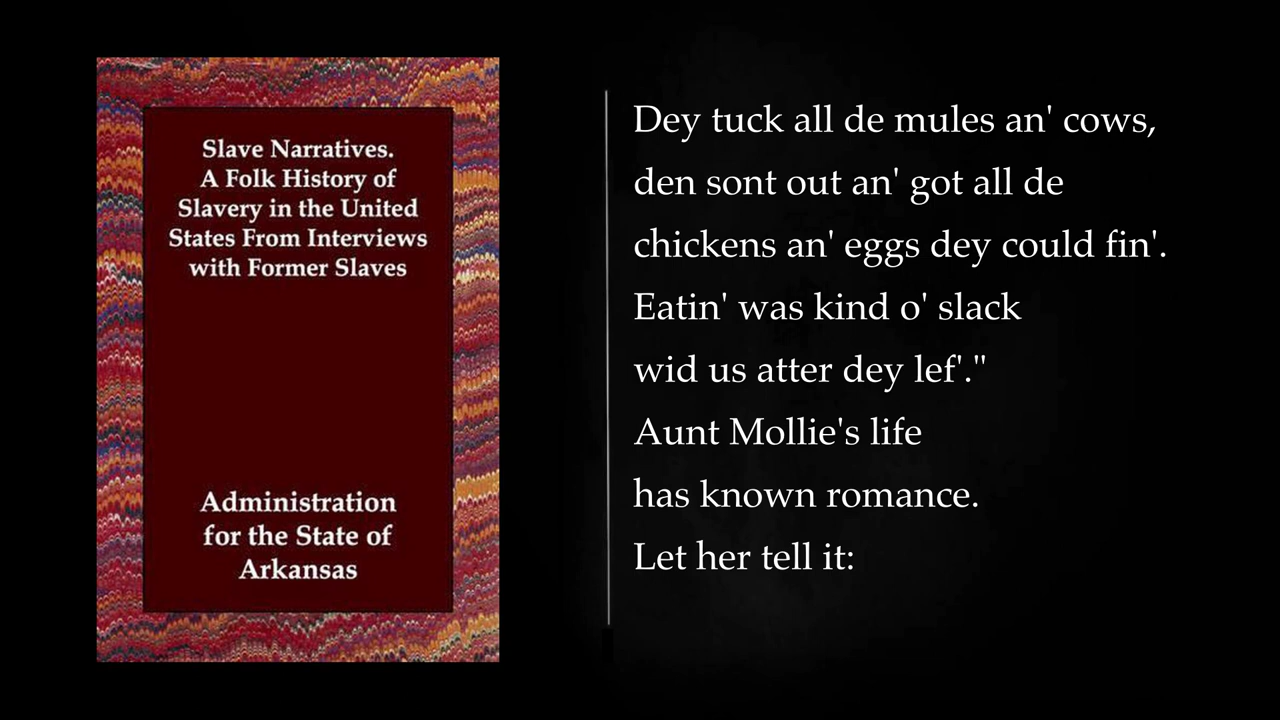 Slave Narratives.
A Folk History of
Slavery in the United
States From Interviews
with Former Slaves
Administration
for the State of
Arkansas
Dey tuck all de mules an' cows,
den sont out an' got all de
chickens an' eggs dey could fin'.
Eatin' was kind o' slack
wid us atter dey lef'."
Aunt Mollie's life
has known romance.
Let her tell it: